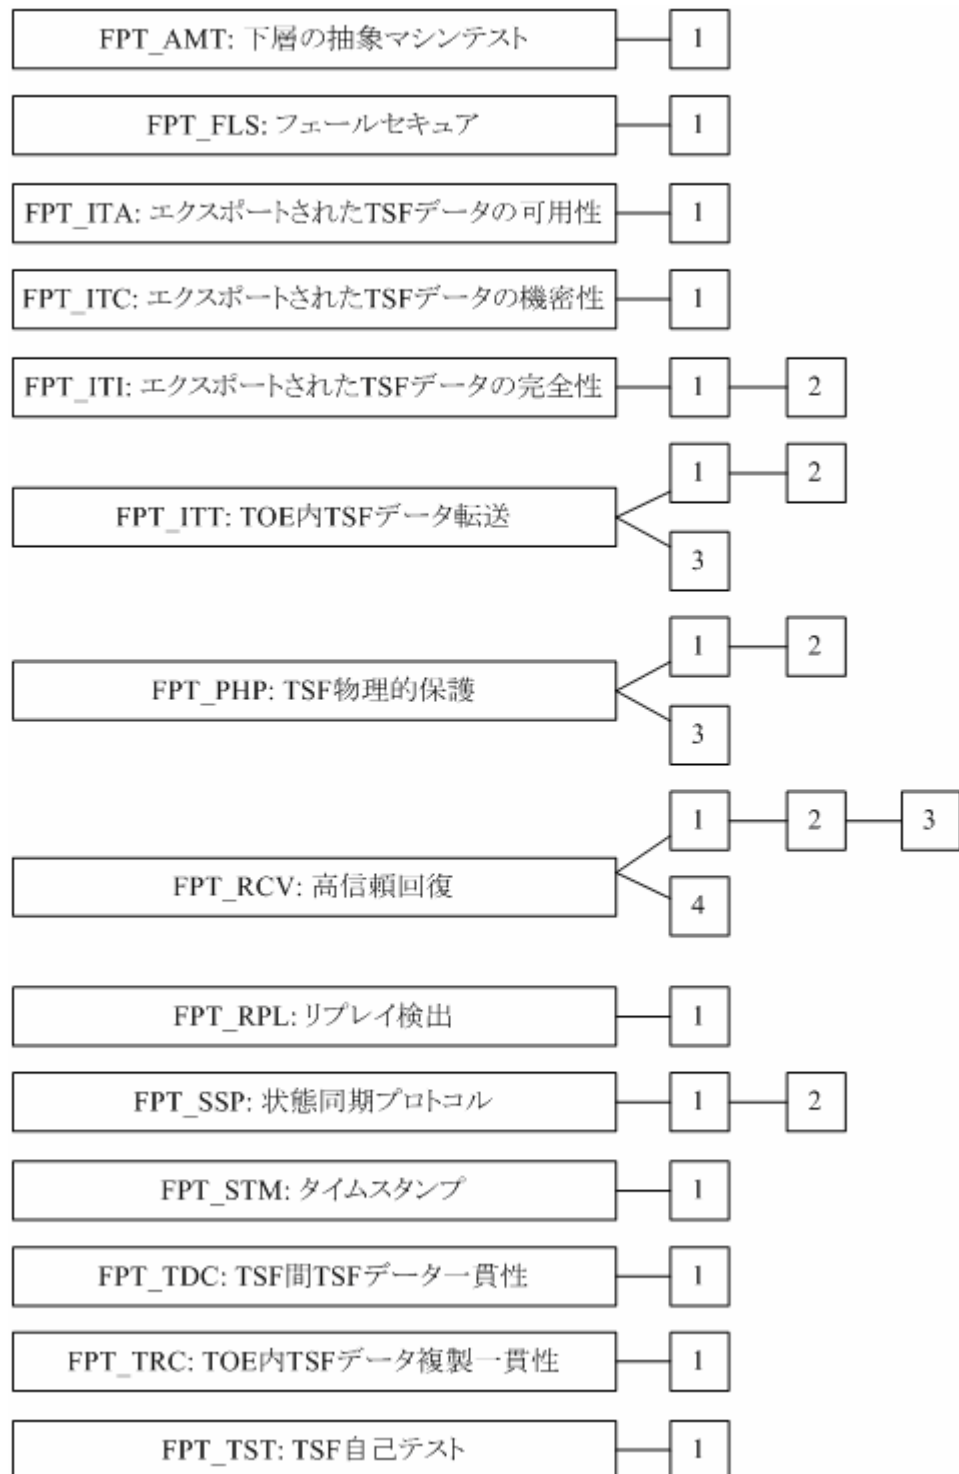 FPT_AMT: 下層の抽象マシンテスト 1
FPT_FLS: フェールセキュア 1
FPT_ITA: エクスポートされたTSFデータの可用性 1
FPT_ITC: エクスポートされたTSFデータの機密性 1
FPT_ITI: エクスポートされたTSFデータの完全性 1 2
1 2
FPT_ITT: TOE内TSFデータ転送
3
1 2
FPT_PHP: TSF物理的保護
3
1 2 3
FPT_RCV: 高信頼回復
4
FPT_RPL: リプレイ検出 1
FPT_SSP: 状態同期プロトコル 1 2
FPT_STM: タイムスタンプ 1
FPT_TDC: TSF間TSFデータ一貫性 1
FPT_TRC: TOE内TSFデータ複製一貫性 1
FPT_TST: TSF自己テスト 1